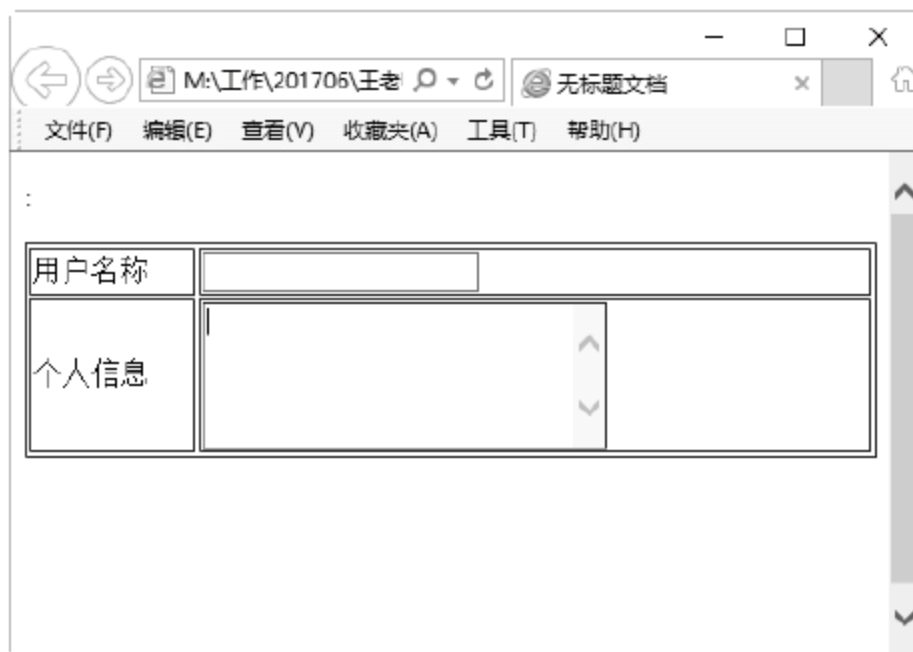 M:\工作\201706\王老
无标题文档
文件(F) 编辑(E) 查看(V) 收藏夹(A) 工具(T) 帮助(H)
:
用户名称
个人信息